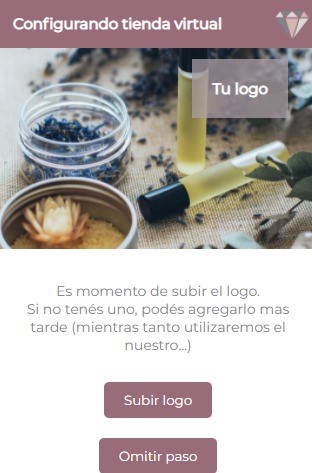 Configurando tienda virtual
Tu logo
Es momento de subir el logo.
Si no tenés uno, podés agregarlo mas
tarde (mientras tanto utilizaremos el
nuestro...)
Subir logo
Omitir paso